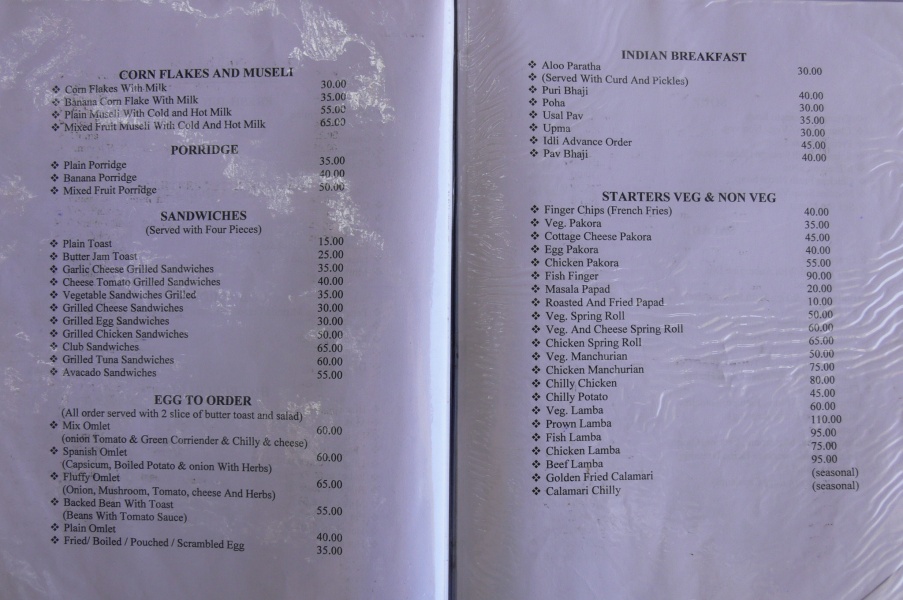 CORN FLAKES AND MUSELI
❖ Corn Flakes With Milk 30.00
❖ Banana Corn Flake With Milk 35.00
❖ Plain Museli With Cold and Hot Milk 55.00
❖ Mixed Fruit Museli With Cold And Hot Milk 65.00
PORRIDGE
❖ Plain Porridge 35.00
❖ Banana Porridge 40.00
❖ Mixed Fruit Porridge 50.00
SANDWICHES
(Served with Four Pieces)
❖ Plain Toast 15.00
❖ Butter Jam Toast 25.00
❖ Garlic Cheese Grilled Sandwiches 35.00
❖ Cheese Tomato Grilled Sandwiches 40.00
❖ Vegetable Sandwiches Grilled 35.00
❖ Grilled Cheese Sandwiches 30.00
❖ Grilled Egg Sandwiches 30.00
❖ Grilled Chicken Sandwiches 50.00
❖ Club Sandwiches 65.00
❖ Grilled Tuna Sandwiches 60.00
❖ Avacado Sandwiches 55.00
EGG TO ORDER
(All order served with 2 slice of butter toast and salad)
❖ Mix Omlet 60.00
(onion Tomato & Green Corriender & Chilly & cheese)
❖ Spanish Omlet 60.00
(Capsicum, Boiled Potato & onion With Herbs)
❖ Fluffy Omlet 65.00
(Onion, Mushroom, Tomato, cheese And Herbs)
❖ Backed Bean With Toast 55.00
(Beans With Tomato Sauce)
❖ Plain Omlet 40.00
❖ Fried/ Boiled / Pouched / Scrambled Egg 35.00
INDIAN BREAKFAST
❖ Aloo Paratha 30.00
❖ (Served With Curd And Pickles)
❖ Puri Bhaji 40.00
❖ Poha 30.00
❖ Usal Pav 35.00
❖ Upma 30.00
❖ Idli Advance Order 45.00
❖ Pav Bhaji 40.00
STARTERS VEG & NON VEG
❖ Finger Chips (French Fries) 40.00
❖ Veg. Pakora 35.00
❖ Cottage Cheese Pakora 45.00
❖ Egg Pakora 40.00
❖ Chicken Pakora 55.00
❖ Fish Finger 90.00
❖ Masala Papad 20.00
❖ Roasted And Fried Papad 10.00
❖ Veg. Spring Roll 50.00
❖ Veg. And Cheese Spring Roll 60.00
❖ Chicken Spring Roll 65.00
❖ Veg. Manchurian 50.00
❖ Chicken Manchurian 75.00
❖ Chilly Chicken 80.00
❖ Chilly Potato 45.00
❖ Veg. Lamba 60.00
❖ Prown Lamba 110.00
❖ Fish Lamba 95.00
❖ Chicken Lamba 75.00
❖ Beef Lamba 95.00
❖ Golden Fried Calamari (seasonal)
❖ Calamari Chilly (seasonal)